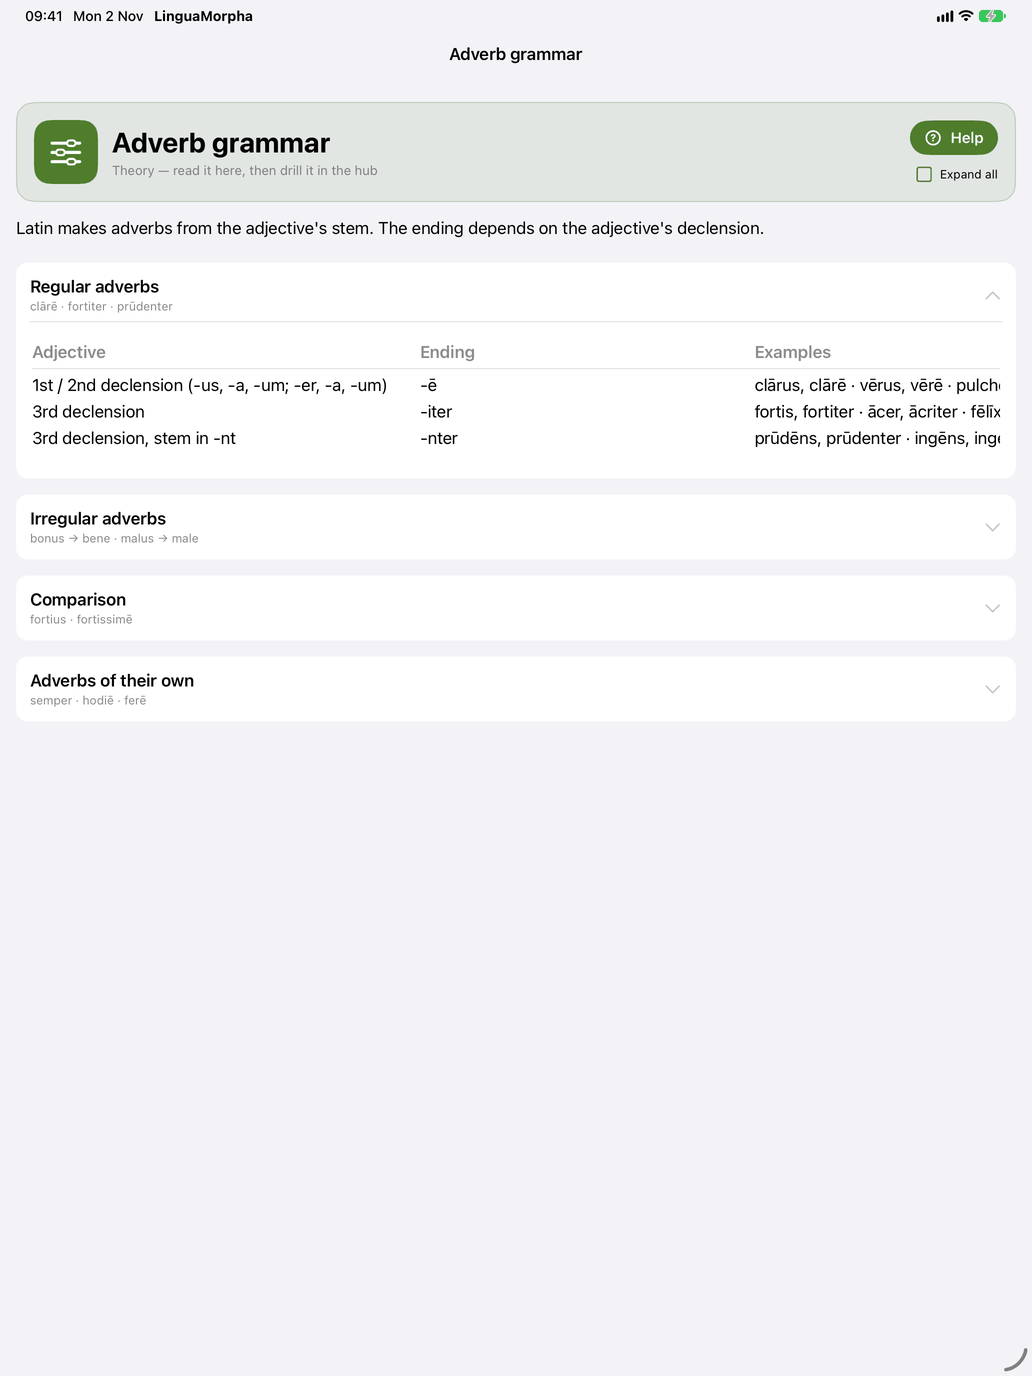 09:41 Mon 2 Nov LinguaMorpha
Adverb grammar
Adverb grammar
Theory — read it here, then drill it in the hub
Help
Expand all
Latin makes adverbs from the adjective's stem. The ending depends on the adjective's declension.
Regular adverbs
clārē · fortiter · prūdenter
Adjective Ending Examples
1st / 2nd declension (-us, -a, -um; -er, -a, -um) -ē clārus, clārē · vērus, vērē ·
3rd declension -iter fortis, fortiter · ācer, ācriter · fēlīx
3rd declension, stem in -nt -nter prūdēns, prūdenter · ingēns,
Irregular adverbs
bonus → bene · malus → male
Comparison
fortius · fortissimē
Adverbs of their own
semper · hodiē · ferē